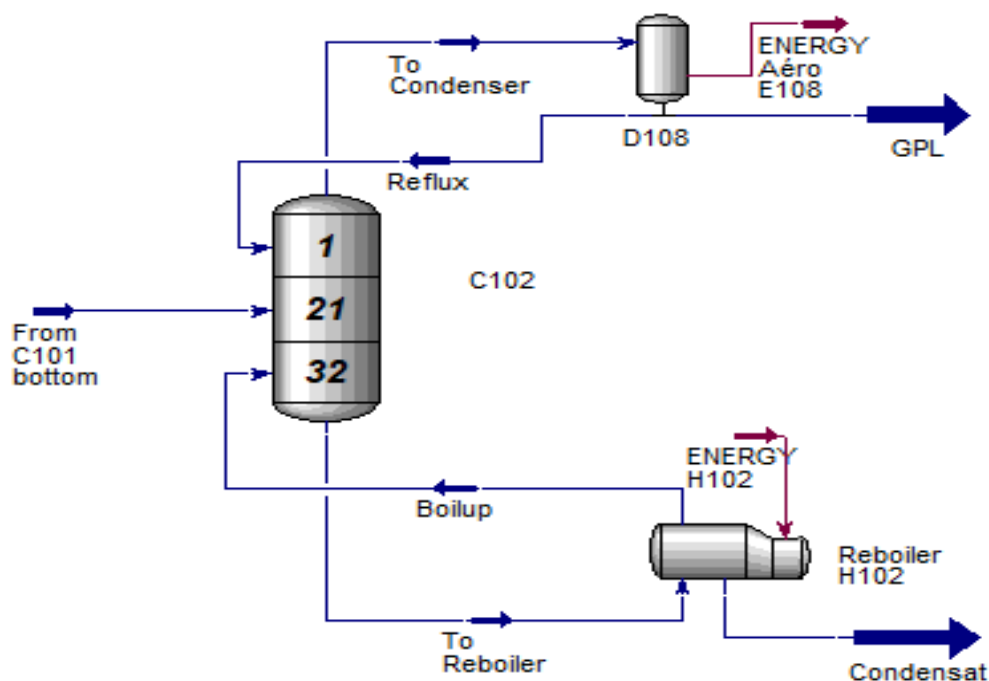 To
Condenser
ENERGY
Aéro
E108
D108
GPL
Reflux
1
C102
21
From
C101
bottom
32
ENERGY
H102
Boilup
Reboiler
H102
To
Reboiler
Condensat